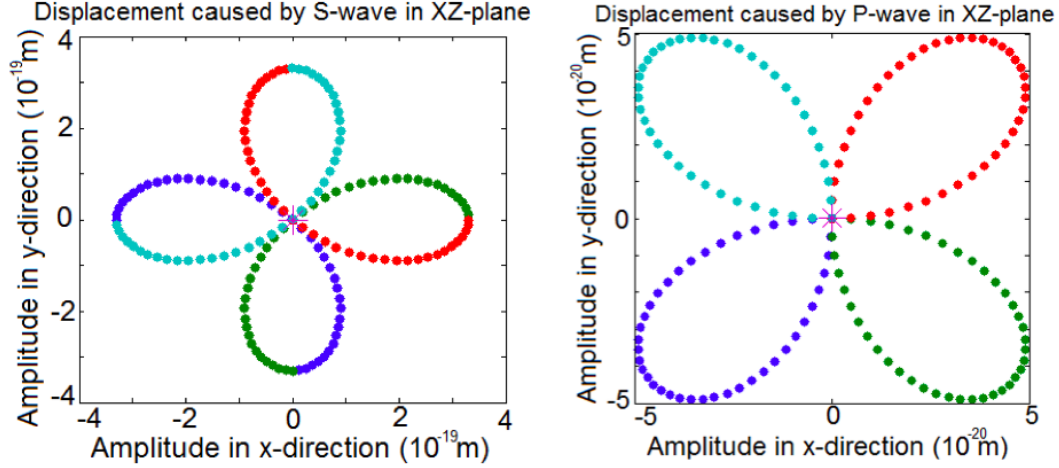 Displacement caused by S-wave in XZ-plane
Amplitude in y-direction (10⁻¹⁹m)
4
2
0
-2
-4
-4
-2
0
2
4
Amplitude in x-direction (10⁻¹⁹m)
Displacement caused by P-wave in XZ-plane
Amplitude in y-direction (10⁻²⁰m)
5
0
-5
-5
0
5
Amplitude in x-direction (10⁻²⁰m)